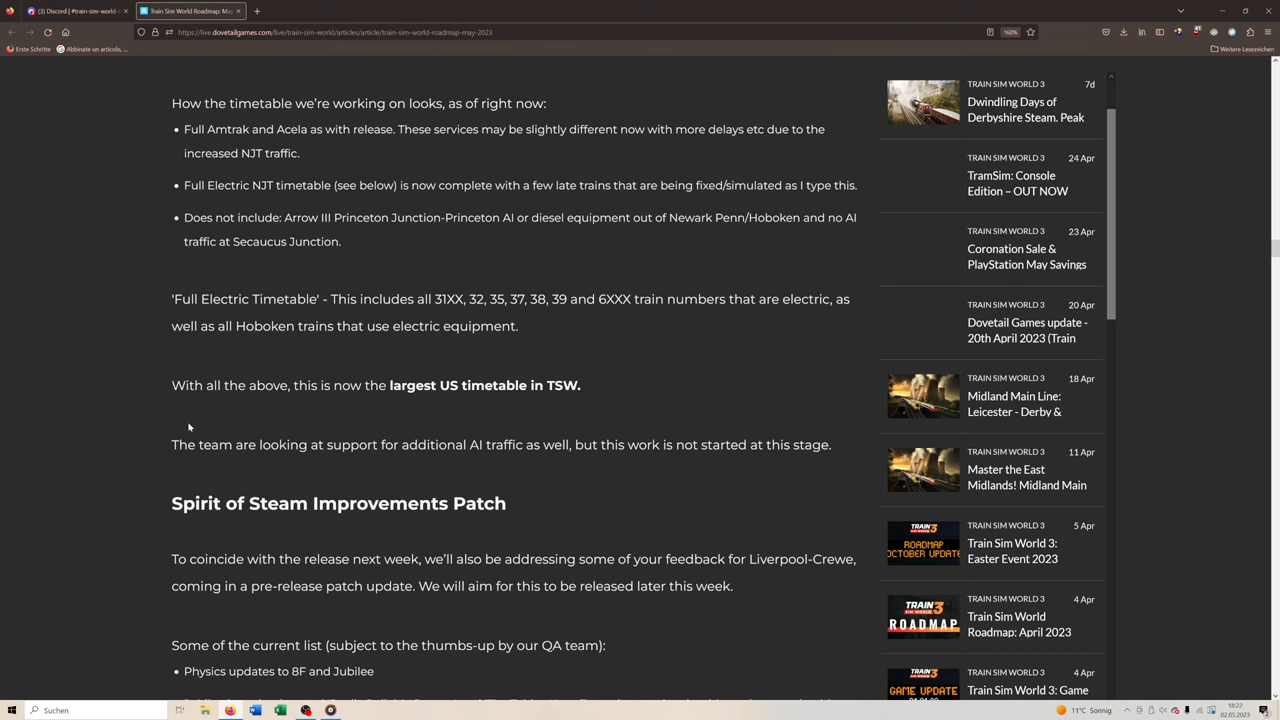 (3) Discord | #train-sim-world-c
Train Sim World Roadmap: May
https://live.dovetailgames.com/live/train-sim-world/articles/article/train-sim-world-roadmap-may-2023
160%
Erste Schritte
Abbinate un articolo, ...
Weitere Lesezeichen
How the timetable we’re working on looks, as of right now:
Full Amtrak and Acela as with release. These services may be slightly different now with more delays etc due to the
increased NJT traffic.
Full Electric NJT timetable (see below) is now complete with a few late trains that are being fixed/simulated as I type this.
Does not include: Arrow III Princeton Junction-Princeton AI or diesel equipment out of Newark Penn/Hoboken and no AI
traffic at Secaucus Junction.
'Full Electric Timetable' - This includes all 31XX, 32, 35, 37, 38, 39 and 6XXX train numbers that are electric, as
well as all Hoboken trains that use electric equipment.
With all the above, this is now the largest US timetable in TSW.
The team are looking at support for additional AI traffic as well, but this work is not started at this stage.
Spirit of Steam Improvements Patch
To coincide with the release next week, we’ll also be addressing some of your feedback for Liverpool-Crewe,
coming in a pre-release patch update. We will aim for this to be released later this week.
Some of the current list (subject to the thumbs-up by our QA team):
Physics updates to 8F and Jubilee
TRAIN SIM WORLD 3 7d
Dwindling Days of
Derbyshire Steam. Peak
TRAIN SIM WORLD 3 24 Apr
TramSim: Console
Edition – OUT NOW
TRAIN SIM WORLD 3 23 Apr
Coronation Sale &
PlayStation May Savings
TRAIN SIM WORLD 3 20 Apr
Dovetail Games update -
20th April 2023 (Train
TRAIN SIM WORLD 3 18 Apr
Midland Main Line:
Leicester - Derby &
TRAIN SIM WORLD 3 11 Apr
Master the East
Midlands! Midland Main
TRAIN 3
ROADMAP
OCTOBER UPDATE
TRAIN SIM WORLD 3 5 Apr
Train Sim World 3:
Easter Event 2023
TRAIN 3
ROADMAP
TRAIN SIM WORLD 3 4 Apr
Train Sim World
Roadmap: April 2023
TRAIN 3
GAME UPDATE
TRAIN SIM WORLD 3 4 Apr
Train Sim World 3: Game
Suchen
11°C Sonnig
18:22
02.05.2023